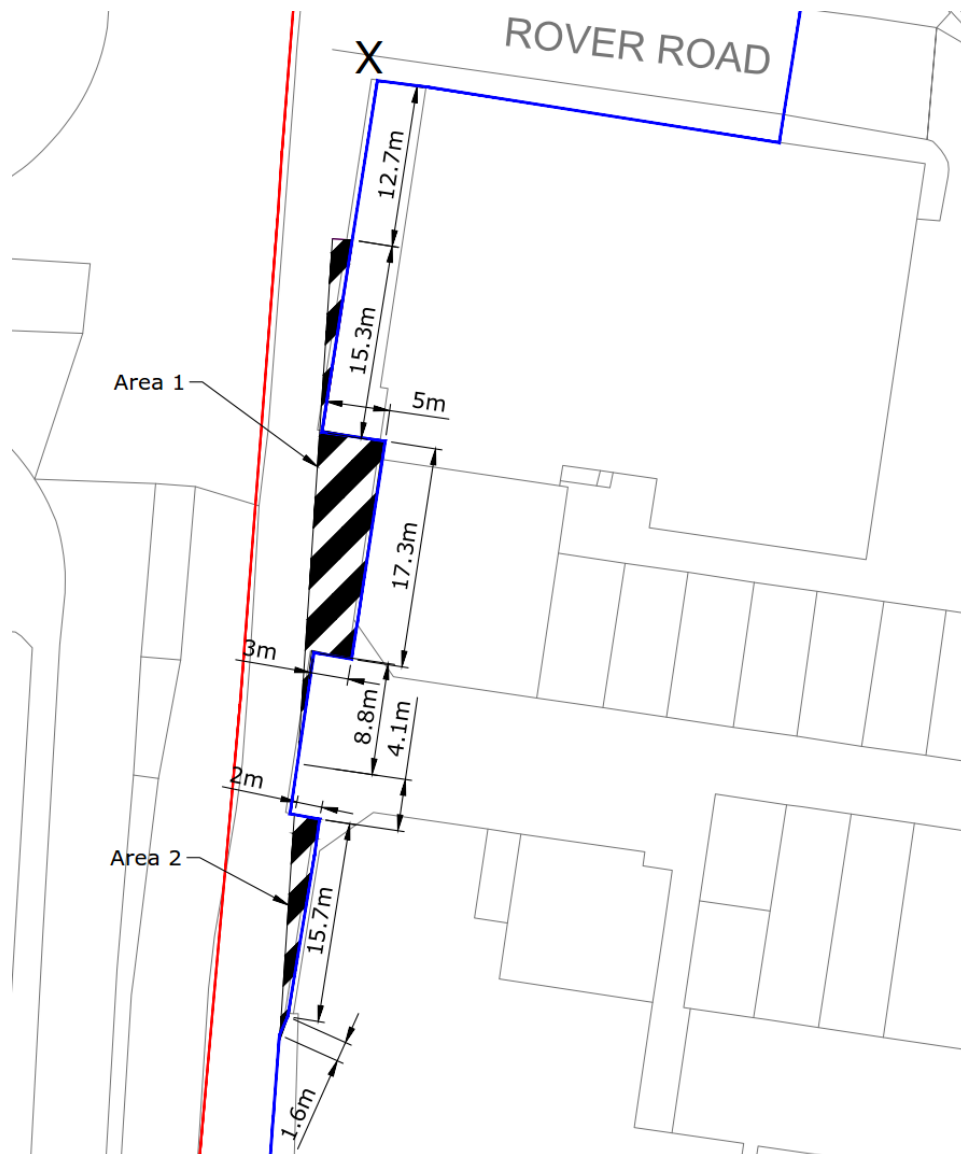 ROVER ROAD
X
12.7m
15.3m
Area 1
5m
17.3m
3m
8.8m
4.1m
2m
Area 2
15.7m
1.6m